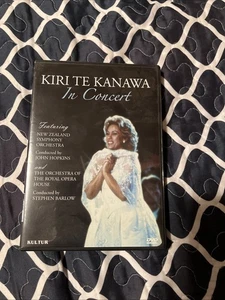 KIRI TE KANAWA
In Concert
Featuring
NEW ZEALAND
SYMPHONY
ORCHESTRA
Conducted by
JOHN HOPKINS
and
THE ORCHESTRA OF
THE ROYAL OPERA
HOUSE
Conducted by
STEPHEN BARLOW
KULTUR